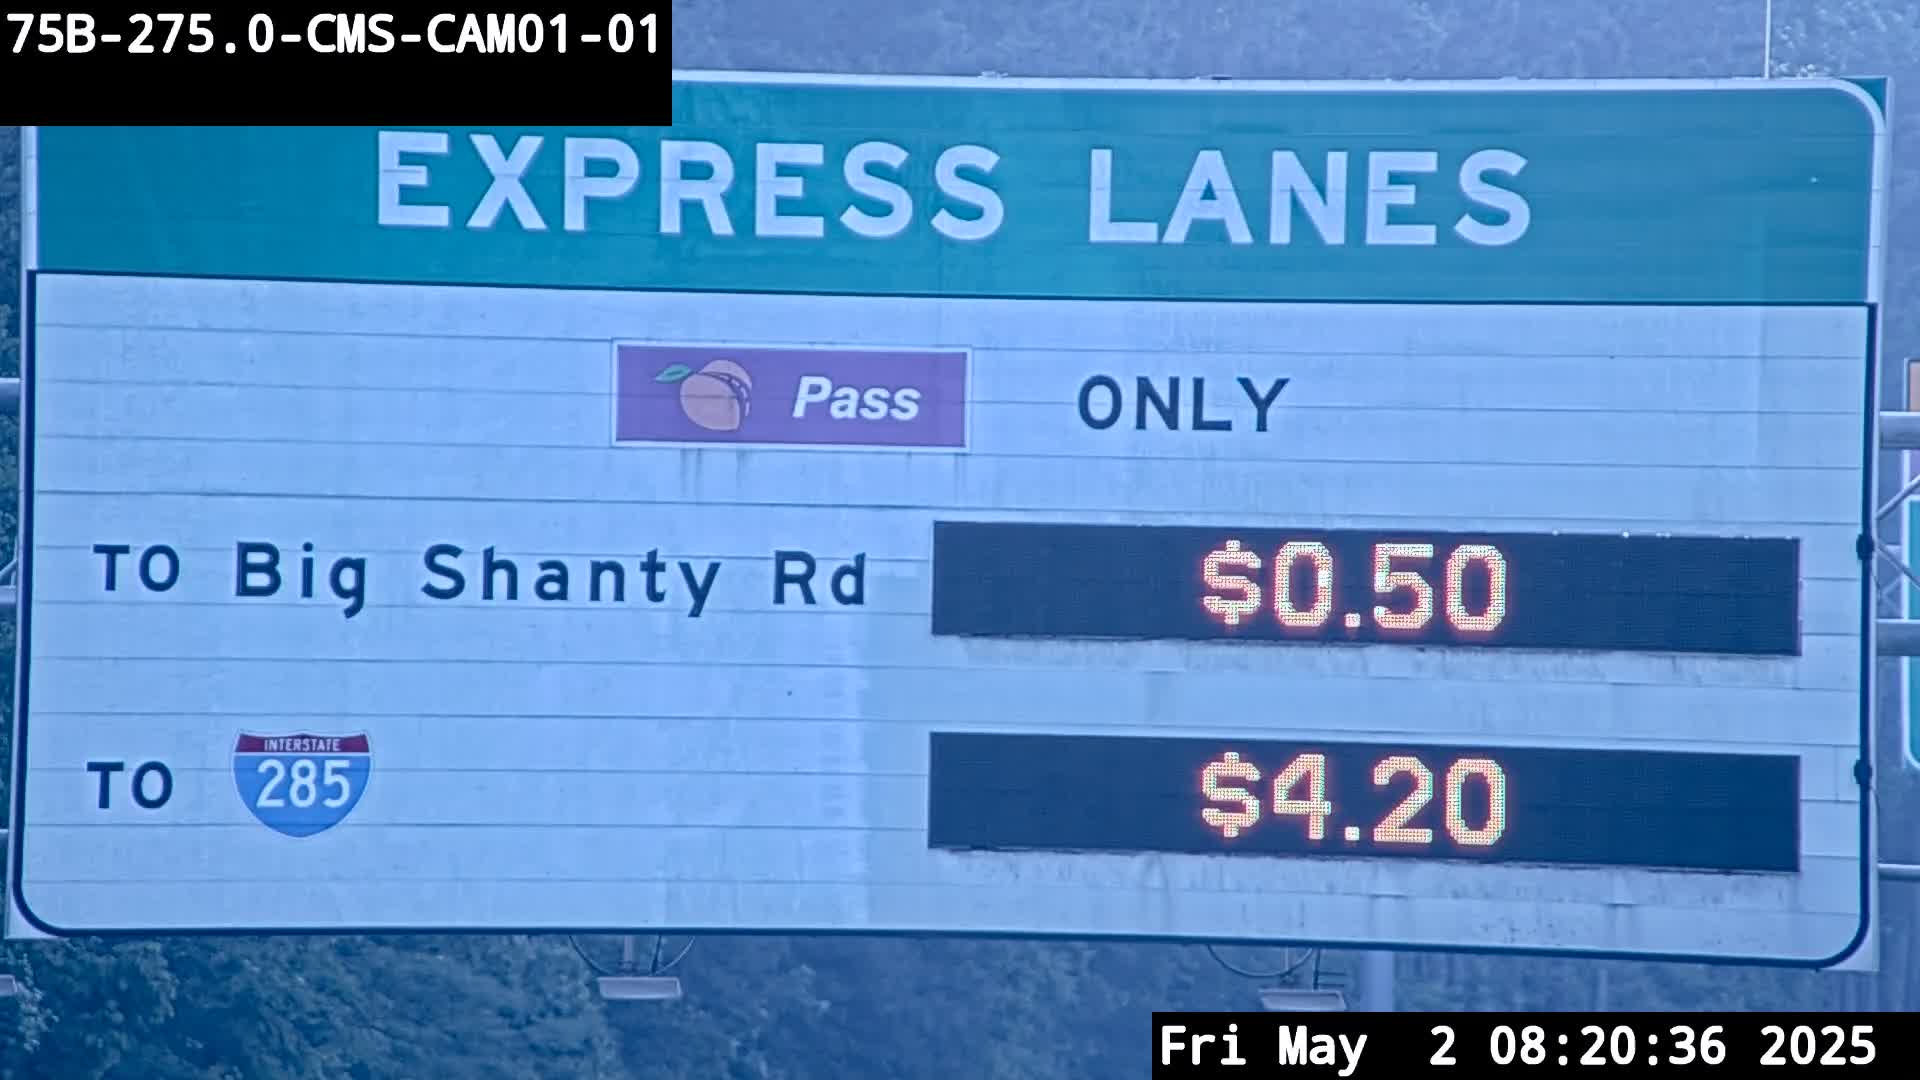 75B-275.0-CMS-CAM01-01
EXPRESS LANES
Pass ONLY
TO Big Shanty Rd $0.50
INTERSTATE
TO 285 $4.20
Fri May 2 08:20:36 2025